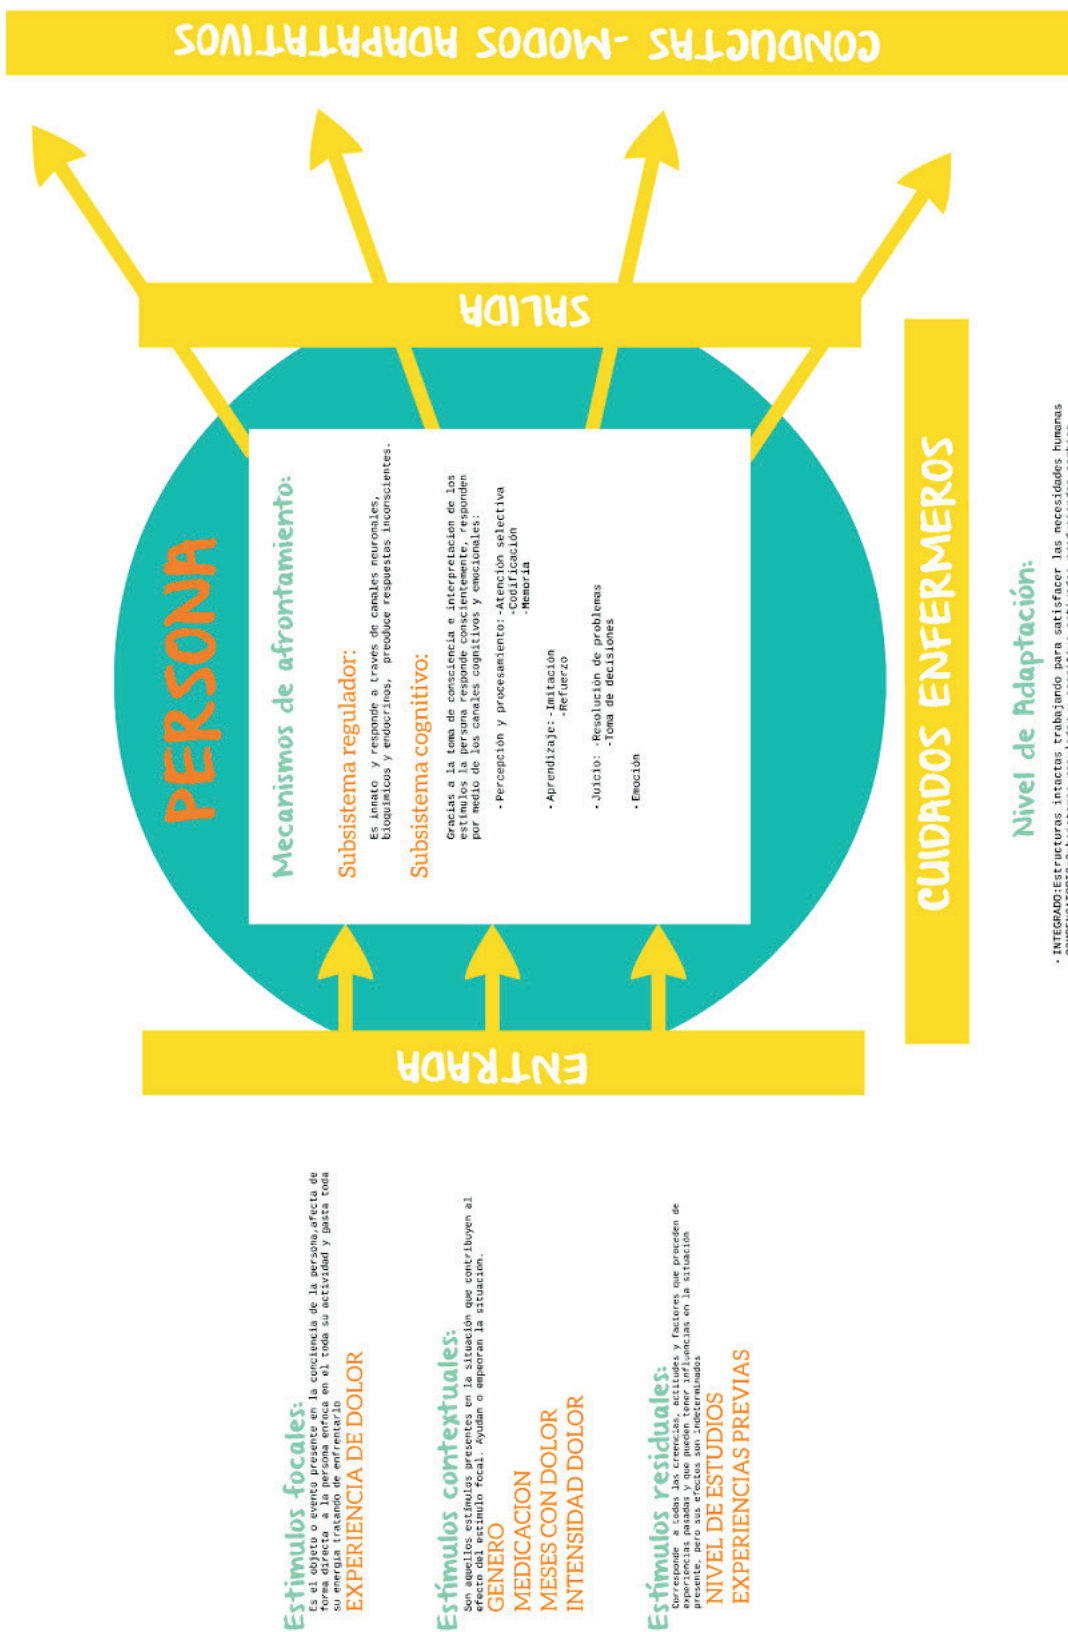 Estímulos focales:
Es el objeto o evento presente en la conciencia de la persona,afecta de
forma directa a la persona enfoca en el toda su actividad y gasta toda
su energia tratando de enfrentarlo
EXPERIENCIA DE DOLOR
Estímulos contextuales:
Son aquellos estímulos presentes en la situación que contribuyen al
efecto del estimulo focal. Ayudan o empeoran la situación.
GENERO
MEDICACION
MESES CON DOLOR
INTENSIDAD DOLOR
Estímulos residuales:
Corresponde a todas las creencias, actitudes y factores que proceden de
experiencias pasadas y que pueden tener influencias en la situación
presente, pero sus efectos son indeterminados
NIVEL DE ESTUDIOS
EXPERIENCIAS PREVIAS
ENTRADA
PERSONA
Mecanismos de afrontamiento:
Subsistema regulador:
Es innato y responde a través de canales neuronales,
bioquímicos y endocrinos, preoduce respuestas inconscientes.
Subsistema cognitivo:
Gracias a la toma de consciencia e interpretacion de los
estímulos la persona responde conscientemente, responden
por medio de los canales cognitivos y emocionales:
• Percepción y procesamiento: -Atención selectiva
-Codificación
-Memoria
• Aprendizaje: -Imitación
-Refuerzo
• Juicio: -Resolución de problemas
-Toma de decisiones
• Emoción
SALIDA
CONDUCTAS -MODOS ADAPATATIVOS
CUIDADOS ENFERMEROS
Nivel de Adaptación:
• INTEGRADO:Estructuras intactas trabajando para satisfacer las necesidades humanas